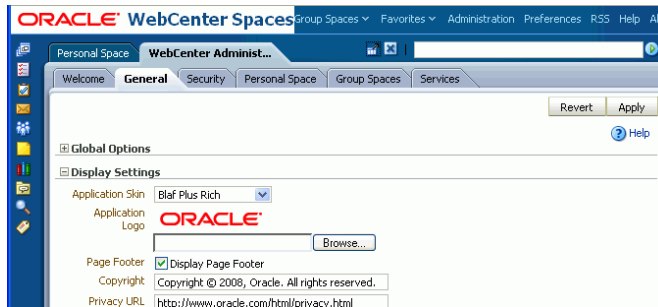 ORACLE WebCenter Spaces Group Spaces Favorites Administration Preferences RSS Help
Personal Space WebCenter Administ...
Welcome General Security Personal Space Group Spaces Services
Revert Apply
Help
Global Options
Display Settings
Application Skin Blaf Plus Rich
Application Logo ORACLE
Browse...
Page Footer Display Page Footer
Copyright Copyright © 2008, Oracle. All rights reserved.
Privacy URL http://www.oracle.com/html/privacy.html